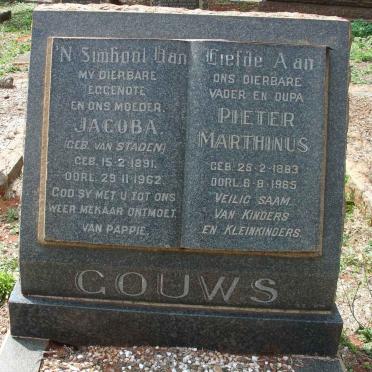 'N Simbool Van Liefde Aan
MY DIERBARE
EGGENOTE
EN ONS MOEDER.
JACOBA.
(GEB. VAN STADEN)
GEB. 15-2-1891.
OORL. 29-11-1962.
GOD SY MET U TOT ONS
WEER MEKAAR ONTMOET.
VAN PAPPIE.
ONS DIERBARE
VADER EN OUPA
PIETER
MARTHINUS
GEB. 28-2-1883
OORL. 6-8-1965
VEILIG SAAM.
VAN KINDERS
EN KLEINKINDERS.
GOUWS